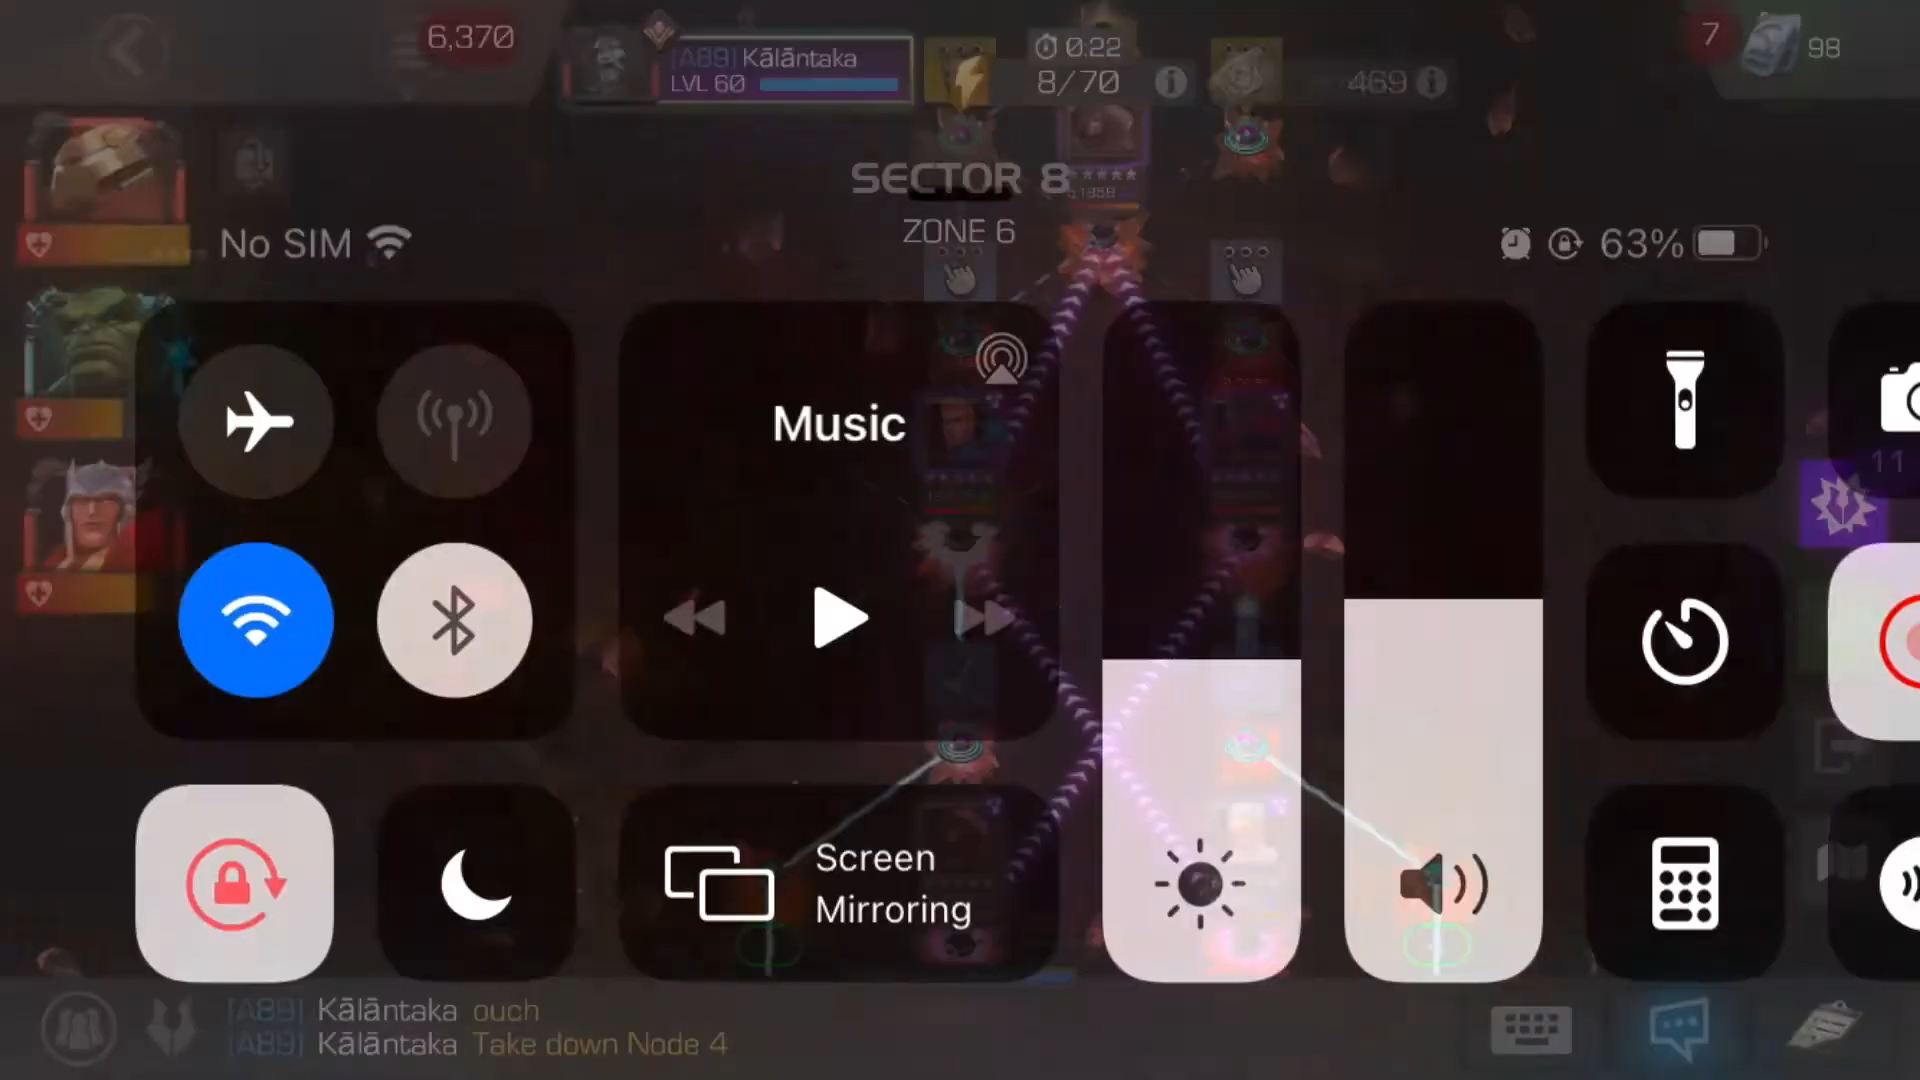 6,370
[A89] Kālāntaka
LVL 60
0:22
8/70
469
7
98
SECTOR 8
ZONE 6
No SIM
63%
Music
11
Screen
Mirroring
[A89] Kālāntaka ouch
[A89] Kālāntaka Take down Node 4